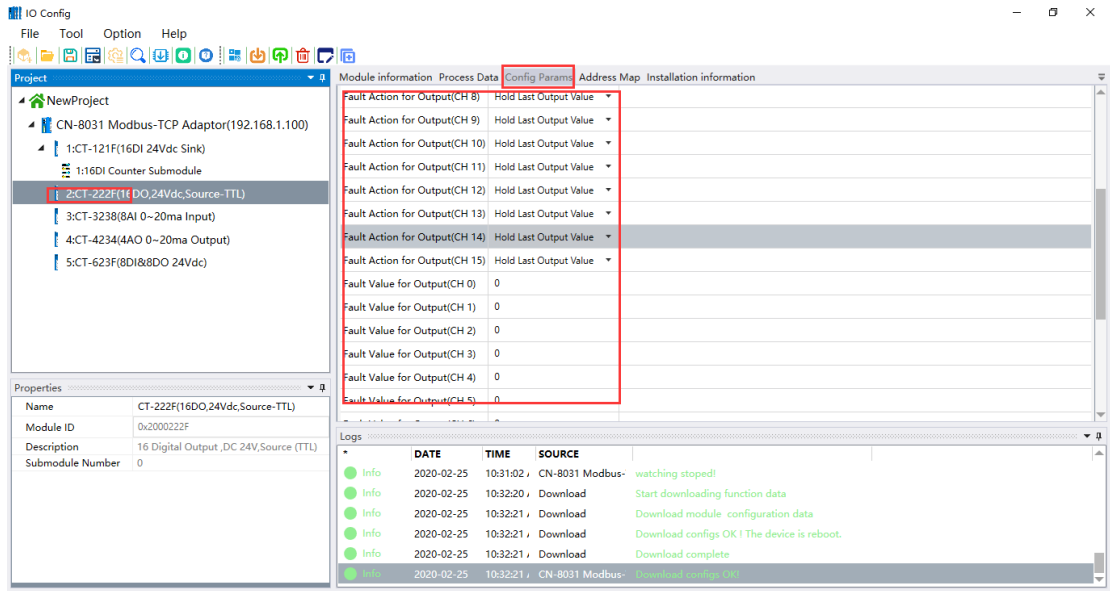 IO Config
File Tool Option Help
Project
NewProject
CN-8031 Modbus-TCP Adaptor(192.168.1.100)
1:CT-121F(16DI 24Vdc Sink)
1:16DI Counter Submodule
2:CT-222F(16DO,24Vdc,Source-TTL)
3:CT-3238(8AI 0~20ma Input)
4:CT-4234(4AO 0~20ma Output)
5:CT-623F(8DI&8DO 24Vdc)
Properties
Name CT-222F(16DO,24Vdc,Source-TTL)
Module ID 0x2000222F
Description 16 Digital Output ,DC 24V,Source (TTL)
Submodule Number 0
Module information Process Data Config Params Address Map Installation information
Fault Action for Output(CH 8) Hold Last Output Value
Fault Action for Output(CH 9) Hold Last Output Value
Fault Action for Output(CH 10) Hold Last Output Value
Fault Action for Output(CH 11) Hold Last Output Value
Fault Action for Output(CH 12) Hold Last Output Value
Fault Action for Output(CH 13) Hold Last Output Value
Fault Action for Output(CH 14) Hold Last Output Value
Fault Action for Output(CH 15) Hold Last Output Value
Fault Value for Output(CH 0) 0
Fault Value for Output(CH 1) 0
Fault Value for Output(CH 2) 0
Fault Value for Output(CH 3) 0
Fault Value for Output(CH 4) 0
Fault Value for Output(CH 5) 0
Logs
* DATE TIME SOURCE
Info 2020-02-25 10:31:02 CN-8031 Modbus- watching stoped!
Info 2020-02-25 10:32:20 Download Start downloading function data
Info 2020-02-25 10:32:21 Download Download module configuration data
Info 2020-02-25 10:32:21 Download Download configs OK ! The device is reboot.
Info 2020-02-25 10:32:21 Download Download complete
Info 2020-02-25 10:32:21 CN-8031 Modbus- Download configs OK!